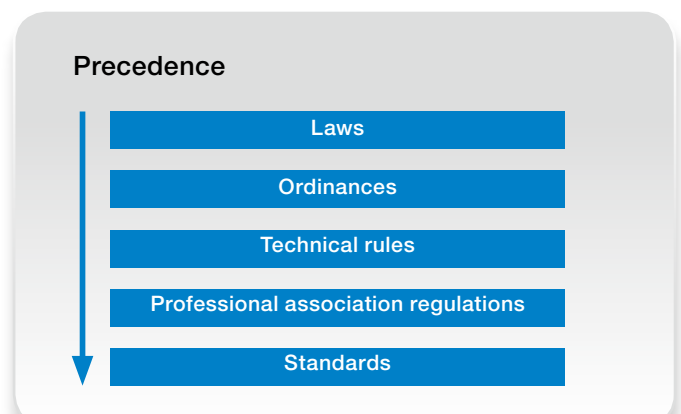 Precedence
Laws
Ordinances
Technical rules
Professional association regulations
Standards